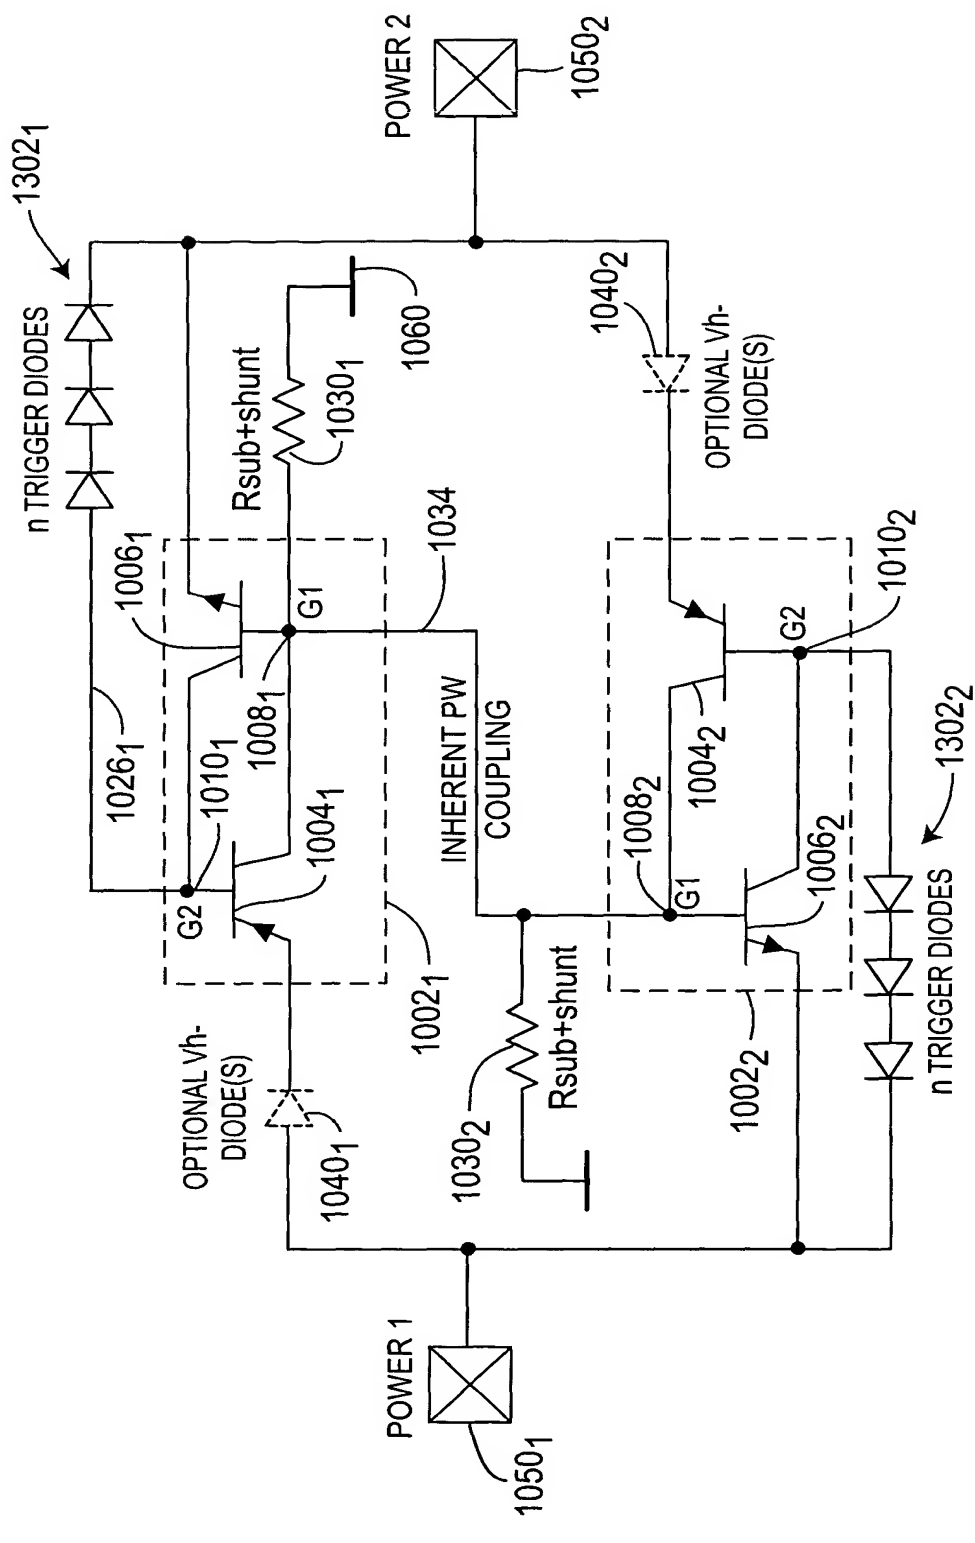 POWER 2
1050₂
1302₁
n TRIGGER DIODES
1026₁
1006₁
1010₁
G2
1004₁
1008₁
G1
Rsub+shunt
1030₁
1060
1034
1002₁
OPTIONAL Vh-
DIODE(S)
1040₁
INHERENT PW
COUPLING
1040₂
OPTIONAL Vh-
DIODE(S)
1010₂
G2
1004₂
1008₂
G1
1006₂
1002₂
1302₂
n TRIGGER DIODES
1030₂
Rsub+shunt
POWER 1
1050₁